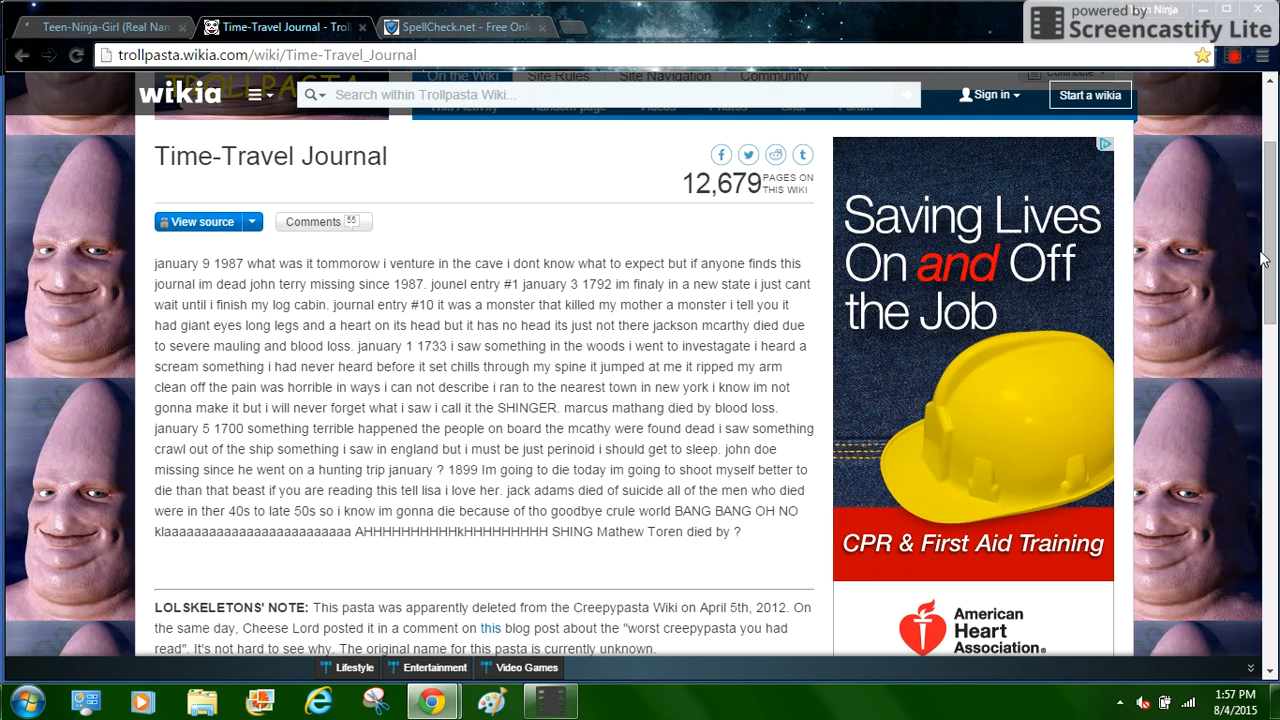 Teen-Ninja-Girl (Real Nam
Time-Travel Journal - Trol
SpellCheck.net - Free Onli
powered by
Screencastify Lite
trollpasta.wikia.com/wiki/Time-Travel_Journal
On the Wiki Site Rules Site Navigation Community
Contribute
wikia
Search within Trollpasta Wiki...
Sign in
Start a wikia
Wiki Activity Random page Videos Photos Chat Forum
Time-Travel Journal
12,679 PAGES ON
THIS WIKI
View source
Comments 55
january 9 1987 what was it tommorow i venture in the cave i dont know what to expect but if anyone finds this
journal im dead john terry missing since 1987. jounel entry #1 january 3 1792 im finaly in a new state i just cant
wait until i finish my log cabin. journal entry #10 it was a monster that killed my mother a monster i tell you it
had giant eyes long legs and a heart on its head but it has no head its just not there jackson mcarthy died due
to severe mauling and blood loss. january 1 1733 i saw something in the woods i went to investagate i heard a
scream something i had never heard before it set chills through my spine it jumped at me it ripped my arm
clean off the pain was horrible in ways i can not describe i ran to the nearest town in new york i know im not
gonna make it but i will never forget what i saw i call it the SHINGER. marcus mathang died by blood loss.
january 5 1700 something terrible happened the people on board the mcathy were found dead i saw something
crawl out of the ship something i saw in england but i must be just perinoid i should get to sleep. john doe
missing since he went on a hunting trip january ? 1899 Im going to die today im going to shoot myself better to
die than that beast if you are reading this tell lisa i love her. jack adams died of suicide all of the men who died
were in ther 40s to late 50s so i know im gonna die because of tho goodbye crule world BANG BANG OH NO
klaaaaaaaaaaaaaaaaaaaaaaaaa AHHHHHHHHHkHHHHHHHHH SHING Mathew Toren died by ?
LOLSKELETONS' NOTE: This pasta was apparently deleted from the Creepypasta Wiki on April 5th, 2012. On
the same day, Cheese Lord posted it in a comment on this blog post about the "worst creepypasta you had
read". It's not hard to see why. The original name for this pasta is currently unknown.
Saving Lives
On and Off
the Job
CPR & First Aid Training
American
Heart
Association®
Lifestyle
Entertainment
Video Games
1:57 PM
8/4/2015